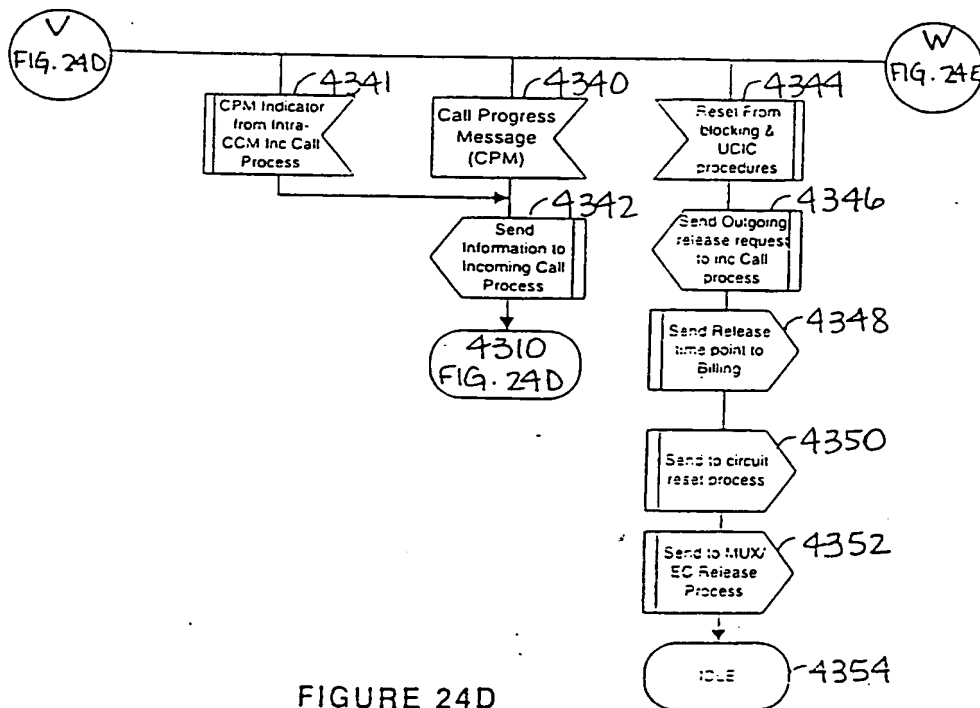 V
FIG. 24D
W
FIG. 24E
4341
CPM Indicator
from Intra-
CCM Inc Call
Process
4340
Call Progress
Message
(CPM)
4344
Reset From
blocking &
UCIC
procedures
4342
Send
Information to
Incoming Call
Process
4346
Send Outgoing
release request
to Inc Call
process
4310
FIG. 24D
4348
Send Release
time point to
Billing
4350
Send to circuit
reset process
4352
Send to MUX/
EC Release
Process
IDLE
4354
FIGURE 24D